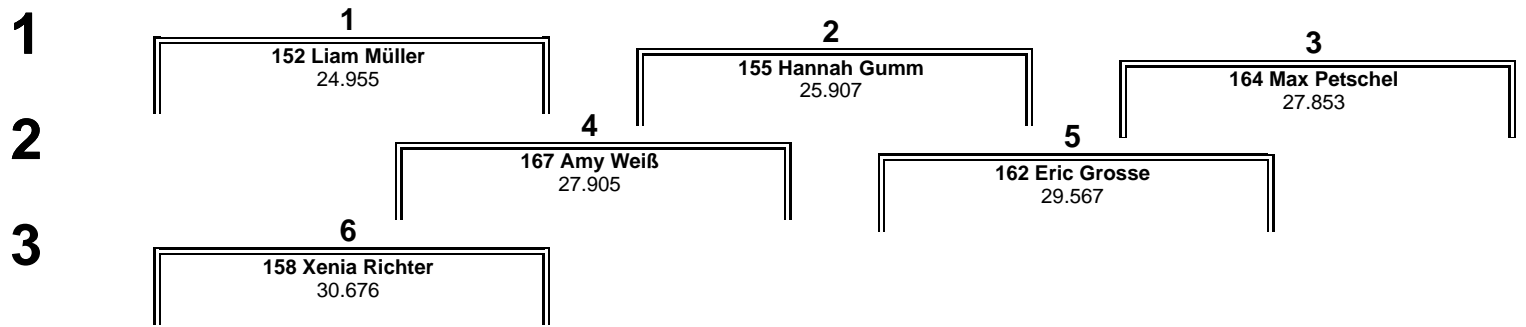 1
1
152 Liam Müller
24.955
2
155 Hannah Gumm
25.907
3
164 Max Petschel
27.853
2
4
167 Amy Weiß
27.905
5
162 Eric Grosse
29.567
3
6
158 Xenia Richter
30.676